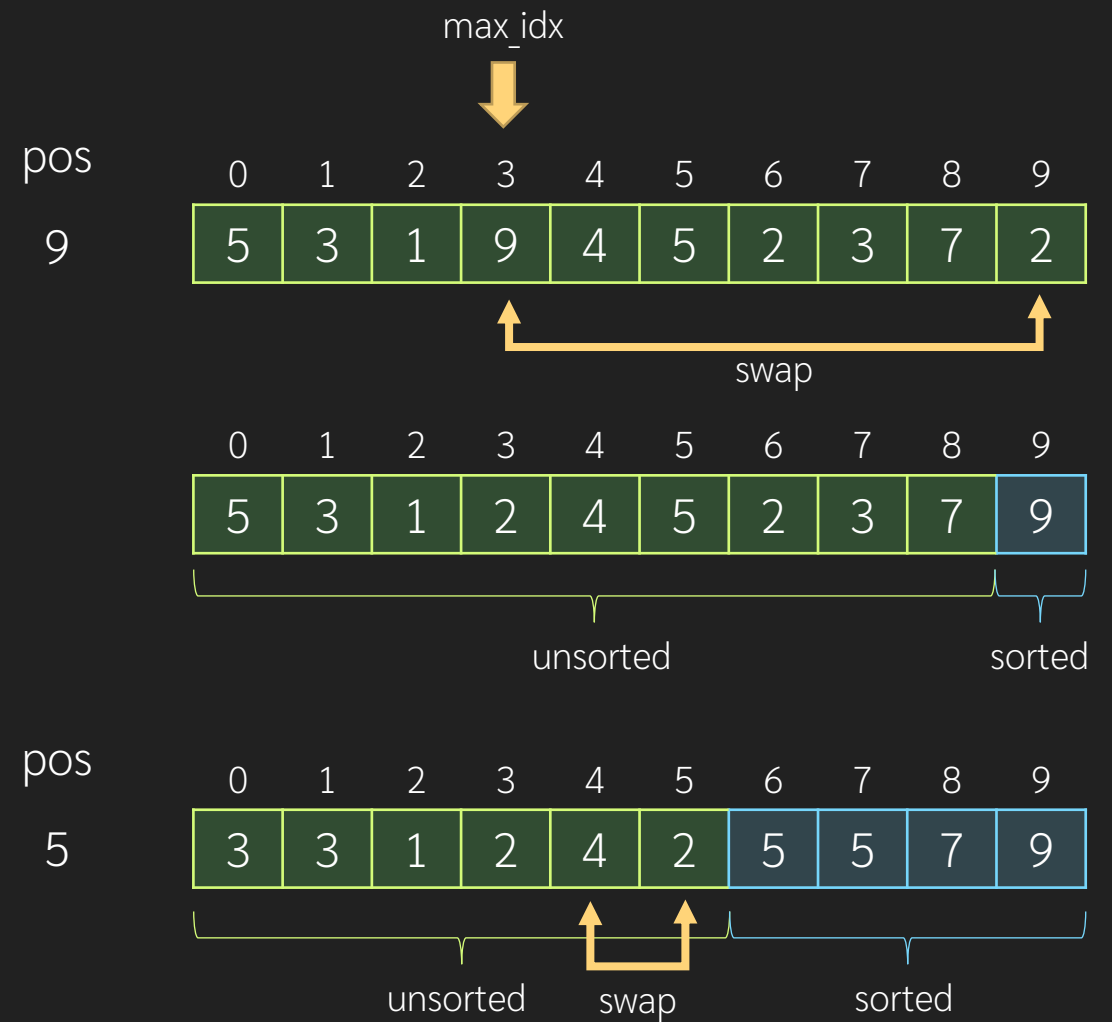 max_idx
pos
0 1 2 3 4 5 6 7 8 9
9
5 3 1 9 4 5 2 3 7 2
swap
0 1 2 3 4 5 6 7 8 9
5 3 1 2 4 5 2 3 7 9
unsorted sorted
pos
0 1 2 3 4 5 6 7 8 9
5
3 3 1 2 4 2 5 5 7 9
unsorted swap sorted